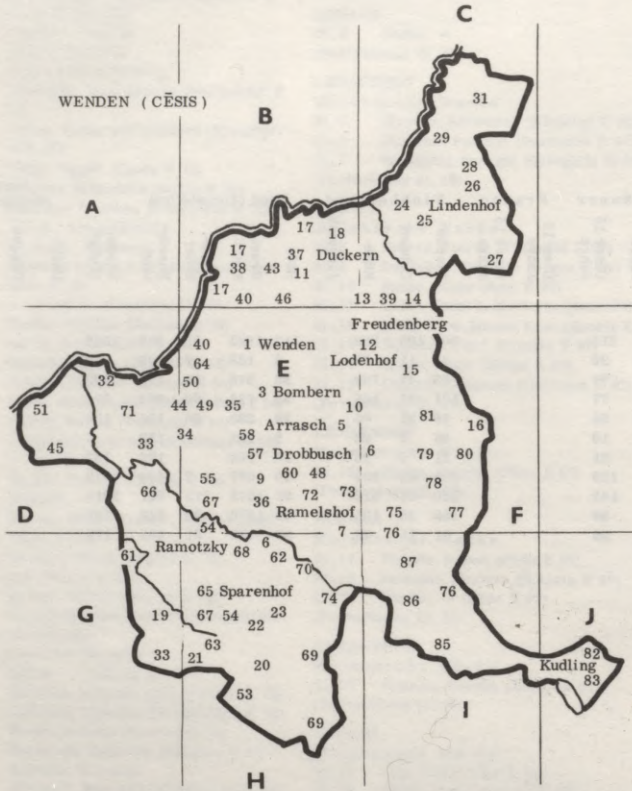 C
WENDEN (CĒSIS)
B
31
29
28
26
A
24 Lindenhof
25
17 18
17 37 Duckern
38 43 11
27
17 40 46 13 39 14
Freudenberg
40 1 Wenden 12
64 E Lodenhof
32 50 3 Bombern 15
51 71 44 49 35 10 81
34 Arrasch 5 16
45 33 58
57 Drobbusch 6 79 80
55 9 60 48 78
66 67 36 72 73
D 54 Ramelshof 75 77 F
7 76
61 Ramotzky 68 6
62 87
70
65 Sparenhof 74 86 76
G 19 67 54 22 23 J
63 85 82
33 21 20 69 Kudling
83
53 I
69
H